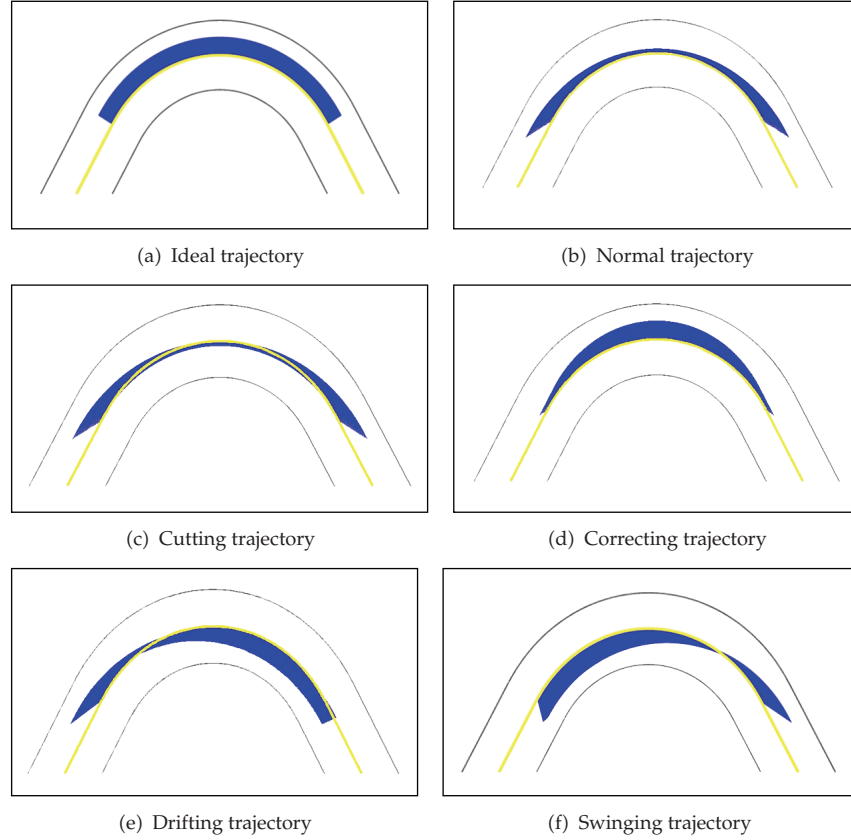 (a) Ideal trajectory
(b) Normal trajectory
(c) Cutting trajectory
(d) Correcting trajectory
(e) Drifting trajectory
(f) Swinging trajectory